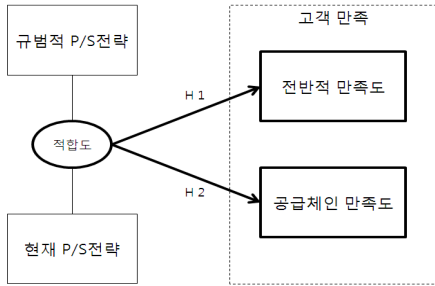 고객 만족
규범적 P/S전략
전반적 만족도
H 1
적합도
H 2
공급체인 만족도
현재 P/S전략